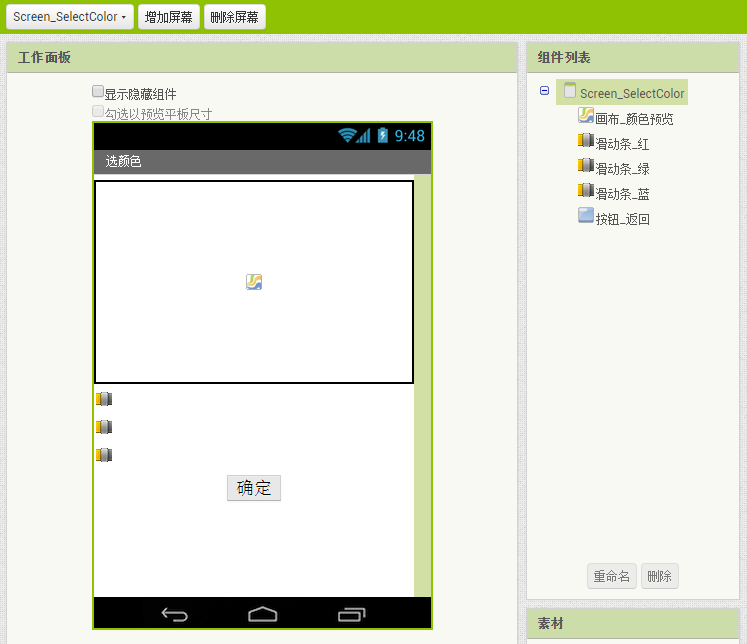 Screen_SelectColor 增加屏幕 删除屏幕
工作面板
显示隐藏组件
勾选以预览平板尺寸
9:48
选颜色
确定
组件列表
Screen_SelectColor
画布_颜色预览
滑动条_红
滑动条_绿
滑动条_蓝
按钮_返回
重命名 删除
素材